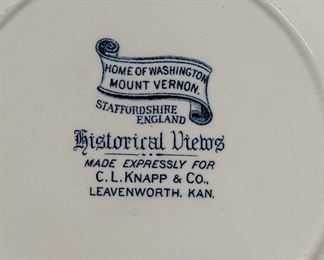 HOME OF WASHINGTON
MOUNT VERNON.
STAFFORDSHIRE
ENGLAND
Historical Views
MADE EXPRESSLY FOR
C. L. KNAPP & CO.,
LEAVENWORTH. KAN.